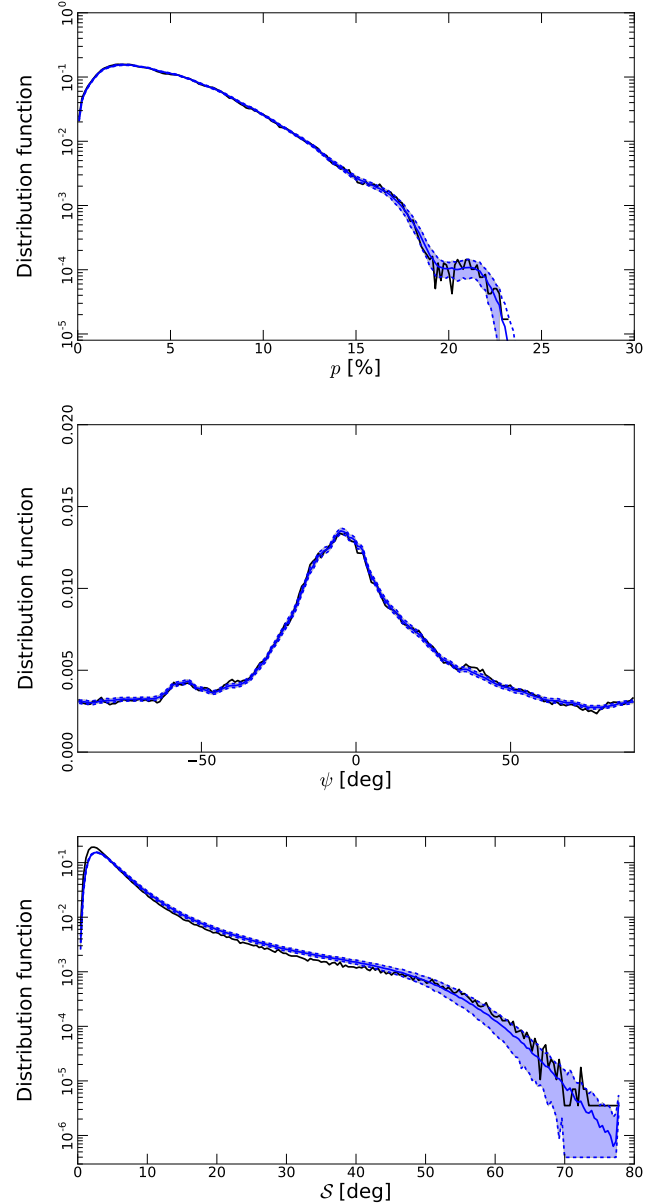 10⁰
10⁻¹
10⁻²
10⁻³
10⁻⁴
10⁻⁵
Distribution function
0 5 10 15 20 25 30
p [%]
0.020
0.015
0.010
0.005
0.000
Distribution function
−50 0 50
ψ [deg]
10⁻¹
10⁻²
10⁻³
10⁻⁴
10⁻⁵
10⁻⁶
Distribution function
0 10 20 30 40 50 60 70 80
𝒮 [deg]